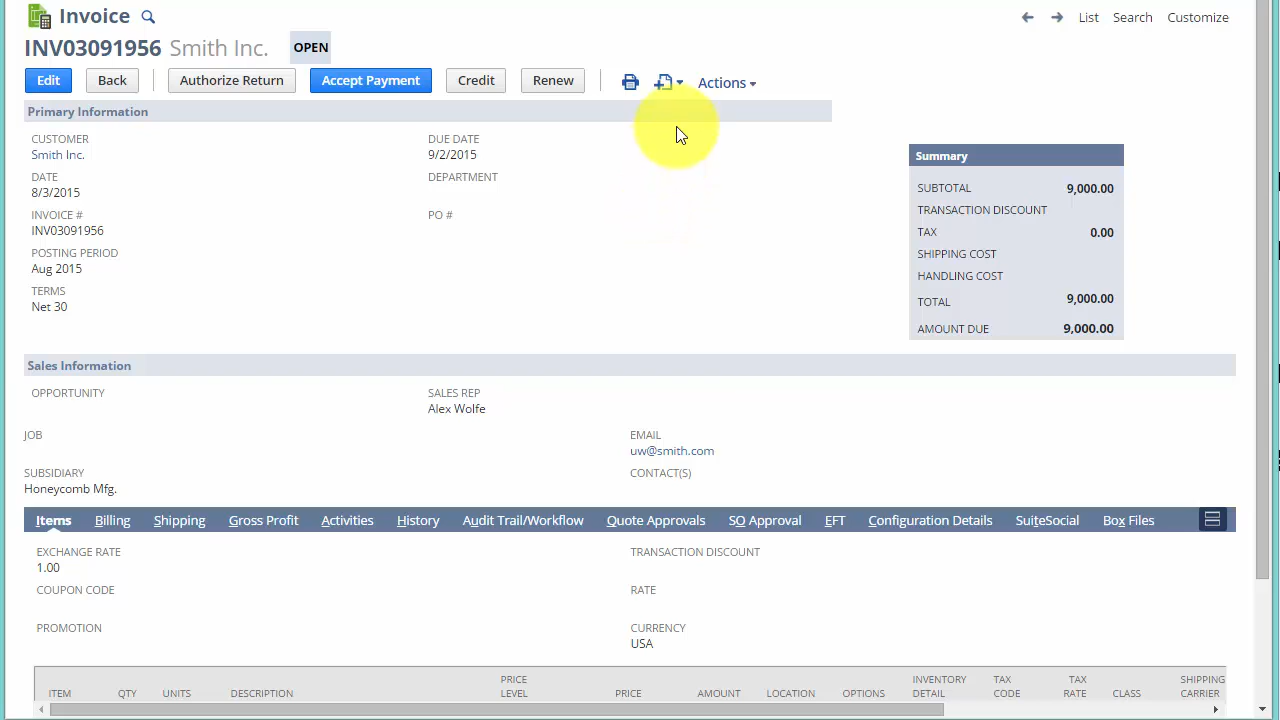 Invoice
List Search Customize
INV03091956 Smith Inc. OPEN
Edit Back Authorize Return Accept Payment Credit Renew Actions
Primary Information
CUSTOMER
Smith Inc.
DATE
8/3/2015
INVOICE #
INV03091956
POSTING PERIOD
Aug 2015
TERMS
Net 30
DUE DATE
9/2/2015
DEPARTMENT
PO #
Summary
SUBTOTAL 9,000.00
TRANSACTION DISCOUNT
TAX 0.00
SHIPPING COST
HANDLING COST
TOTAL 9,000.00
AMOUNT DUE 9,000.00
Sales Information
OPPORTUNITY
SALES REP
Alex Wolfe
JOB
EMAIL
uw@smith.com
SUBSIDIARY
Honeycomb Mfg.
CONTACT(S)
Items Billing Shipping Gross Profit Activities History Audit Trail/Workflow Quote Approvals SO Approval EFT Configuration Details SuiteSocial Box Files
EXCHANGE RATE
1.00
COUPON CODE
PROMOTION
TRANSACTION DISCOUNT
RATE
CURRENCY
USA
ITEM QTY UNITS DESCRIPTION PRICE LEVEL PRICE AMOUNT LOCATION OPTIONS INVENTORY DETAIL TAX CODE TAX RATE CLASS SHIPPING CARRIER